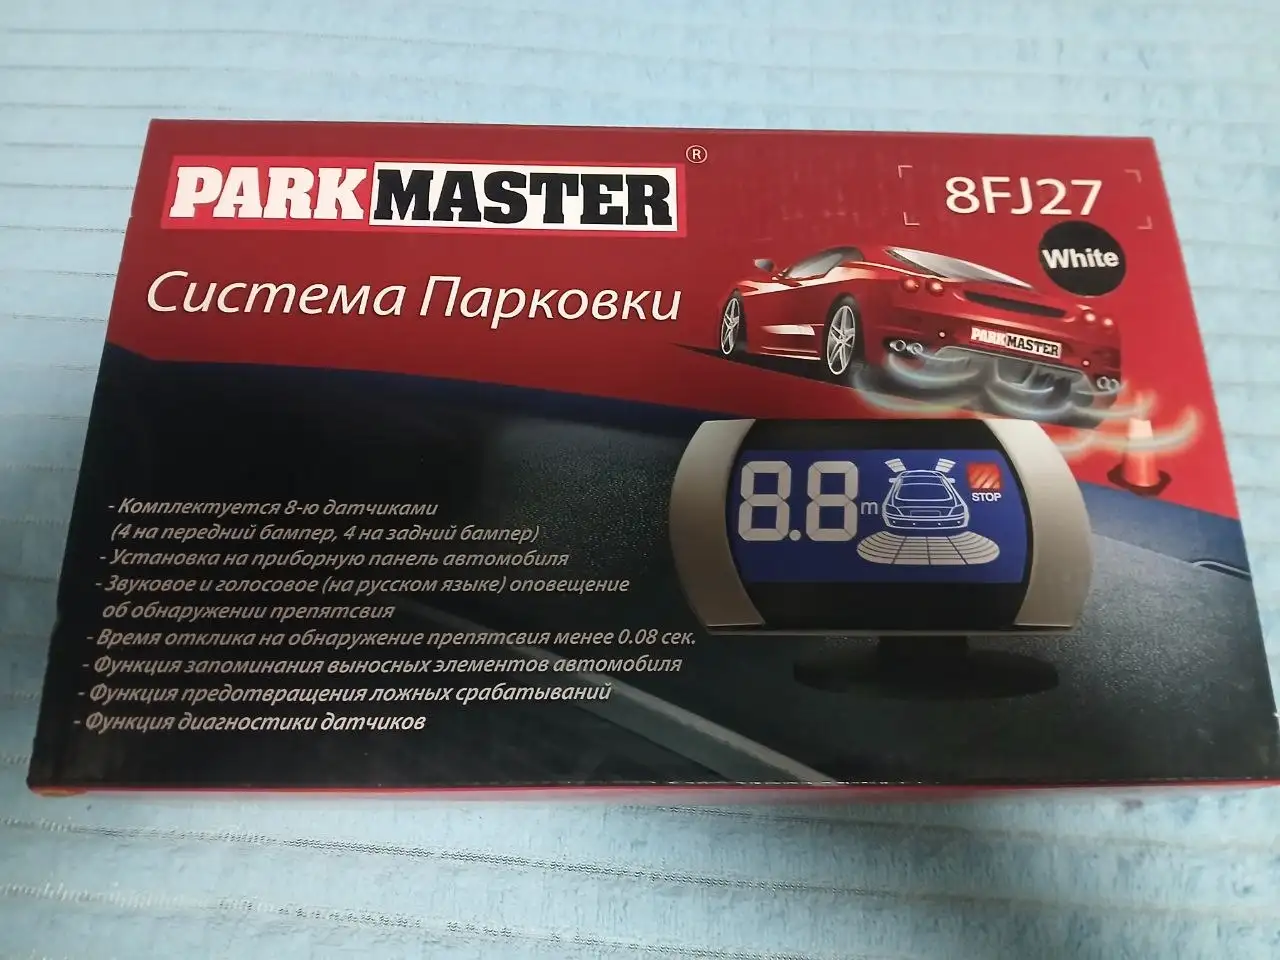 PARKMASTER ®
8FJ27
White
Система Парковки
PARKMASTER
8.8 m
STOP
- Комплектуется 8-ю датчиками
(4 на передний бампер, 4 на задний бампер)
- Установка на приборную панель автомобиля
- Звуковое и голосовое (на русском языке) оповещение
об обнаружении препятсвия
- Время отклика на обнаружение препятсвия менее 0.08 сек.
- Функция запоминания выносных элементов автомобиля
- Функция предотвращения ложных срабатываний
- Функция диагностики датчиков